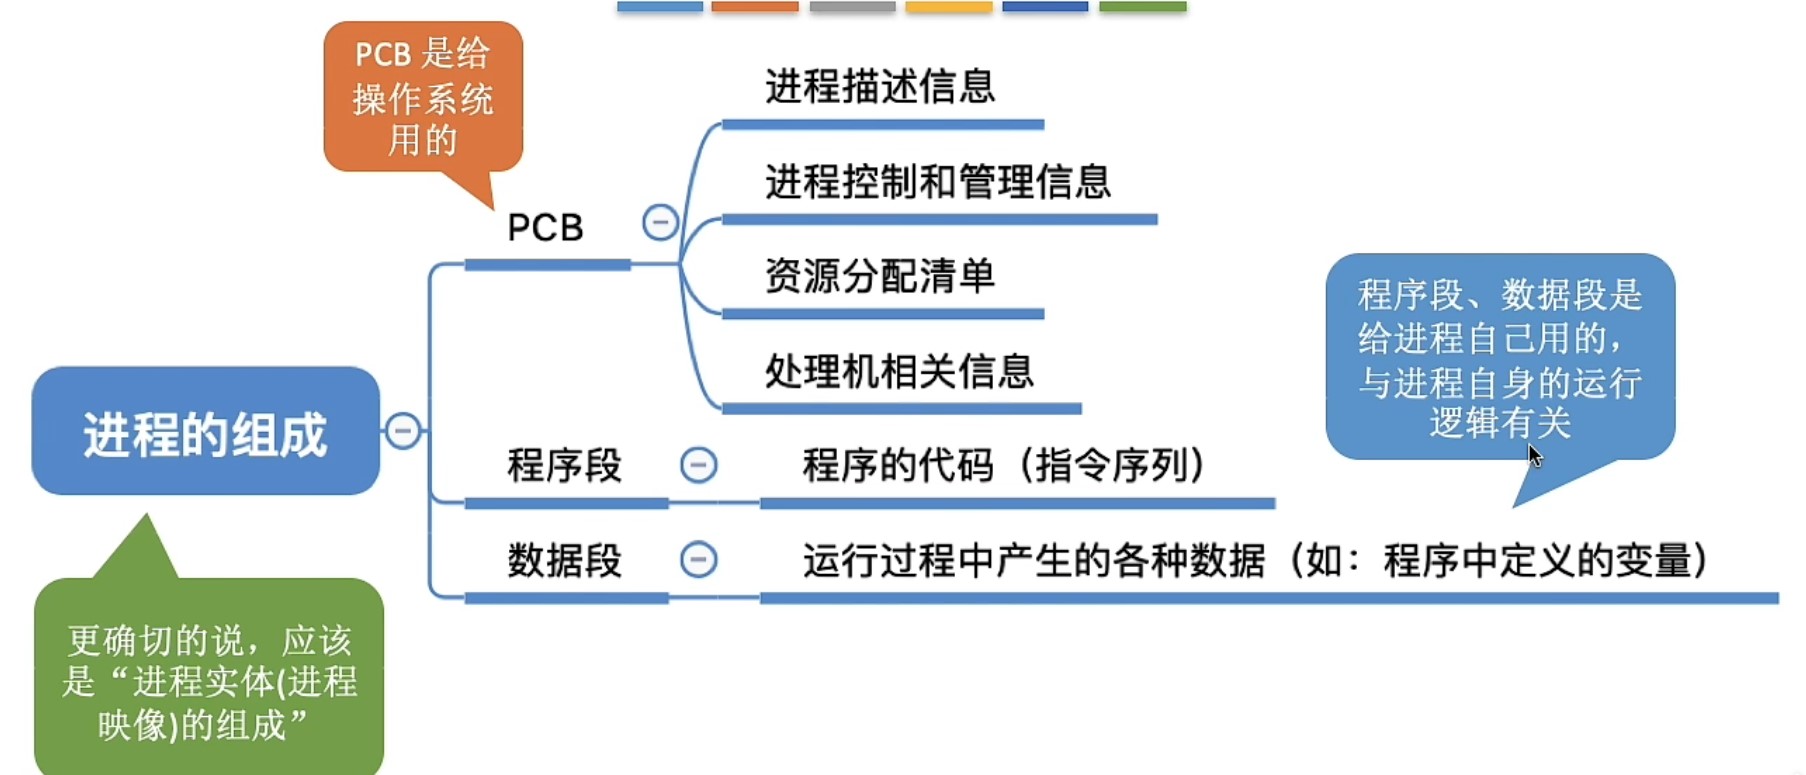 PCB 是给
操作系统
用的
进程描述信息
进程控制和管理信息
PCB
资源分配清单
处理机相关信息
程序段、数据段是
给进程自己用的，
与进程自身的运行
逻辑有关
进程的组成
程序段
程序的代码（指令序列）
数据段
运行过程中产生的各种数据（如：程序中定义的变量）
更确切的说，应该
是“进程实体(进程
映像)的组成”